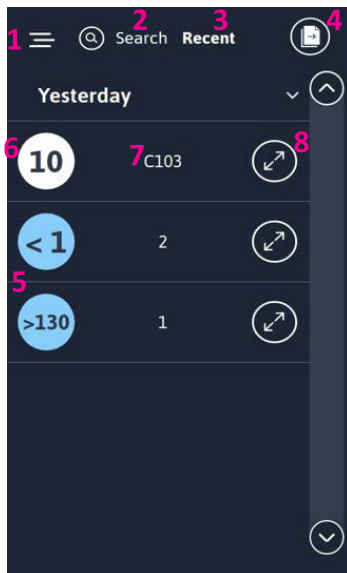 2 3 4
1 Search Recent
Yesterday
6 10 7 C103 8
< 1 2
5
>130 1